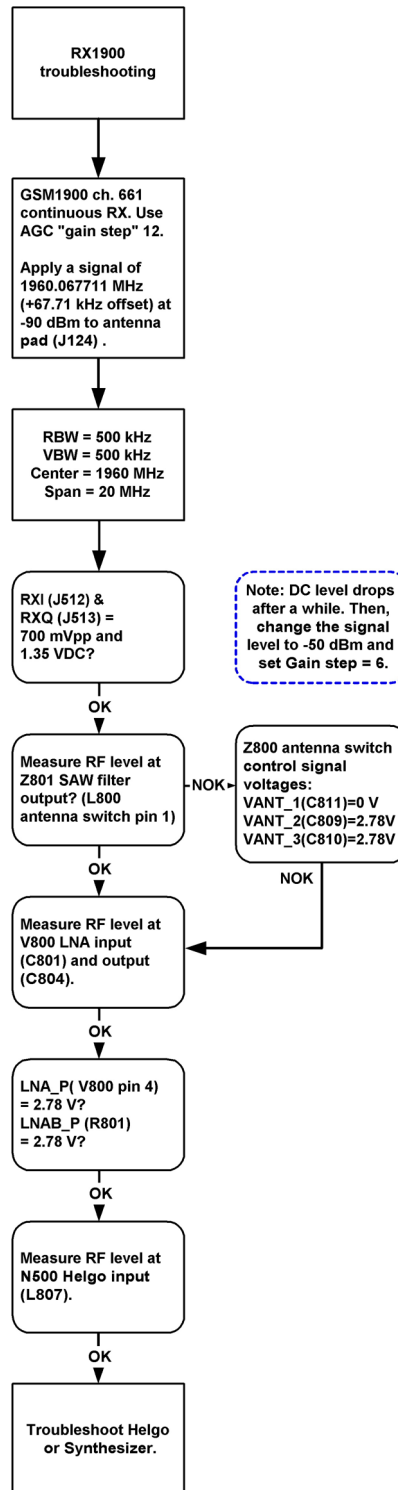 RX1900
troubleshooting
GSM1900 ch. 661
continuous RX. Use
AGC "gain step" 12.
Apply a signal of
1960.067711 MHz
(+67.71 kHz offset) at
-90 dBm to antenna
pad (J124) .
RBW = 500 kHz
VBW = 500 kHz
Center = 1960 MHz
Span = 20 MHz
RXI (J512) &
RXQ (J513) =
700 mVpp and
1.35 VDC?
Note: DC level drops
after a while. Then,
change the signal
level to -50 dBm and
set Gain step = 6.
OK
Measure RF level at
Z801 SAW filter
output? (L800
antenna switch pin 1)
NOK
Z800 antenna switch
control signal
voltages:
VANT_1(C811)=0 V
VANT_2(C809)=2.78V
VANT_3(C810)=2.78V
OK
NOK
Measure RF level at
V800 LNA input
(C801) and output
(C804).
OK
LNA_P( V800 pin 4)
= 2.78 V?
LNAB_P (R801)
= 2.78 V?
OK
Measure RF level at
N500 Helgo input
(L807).
OK
Troubleshoot Helgo
or Synthesizer.